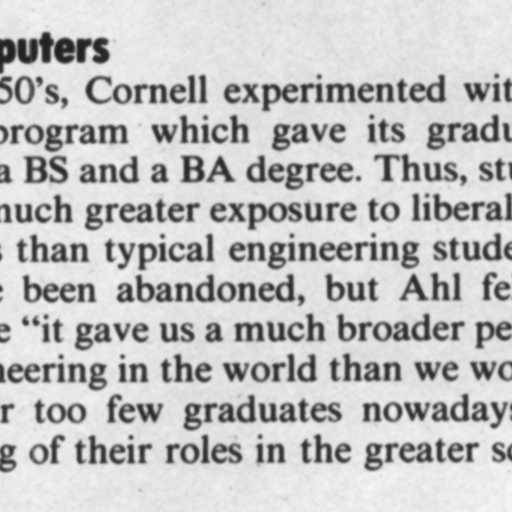 puters
50's, Cornell experimented wit
program which gave its gradu
a BS and a BA degree. Thus, stu
much greater exposure to liberal
s than typical engineering stude
e been abandoned, but Ahl fe
e "it gave us a much broader pe
neering in the world than we wo
r too few graduates nowadays
g of their roles in the greater so